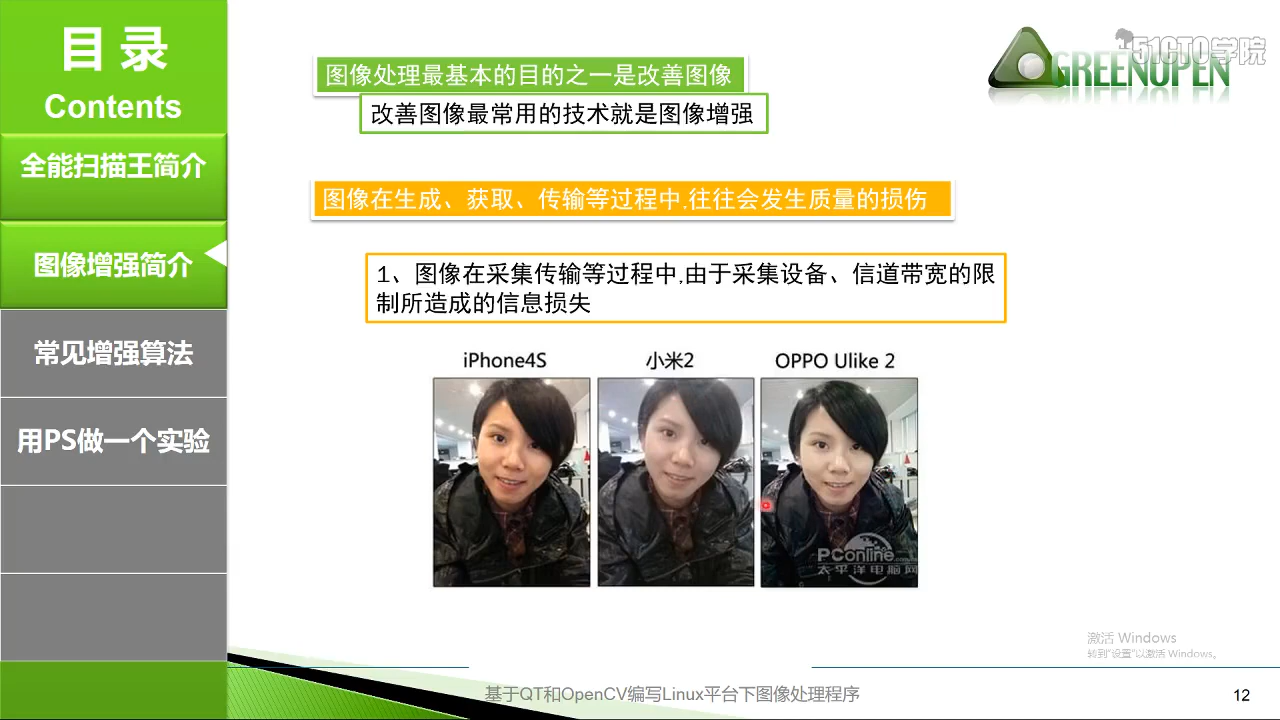 目 录
Contents
全能扫描王简介
图像增强简介
常见增强算法
用PS做一个实验
51CTO学院
GREENOPEN
图像处理最基本的目的之一是改善图像
改善图像最常用的技术就是图像增强
图像在生成、获取、传输等过程中,往往会发生质量的损伤
1、图像在采集传输等过程中,由于采集设备、信道带宽的限
制所造成的信息损失
iPhone4S
小米2
OPPO Ulike 2
PConline.com.cn
太平洋电脑网
激活 Windows
转到"设置"以激活 Windows。
基于QT和OpenCV编写Linux平台下图像处理程序
12